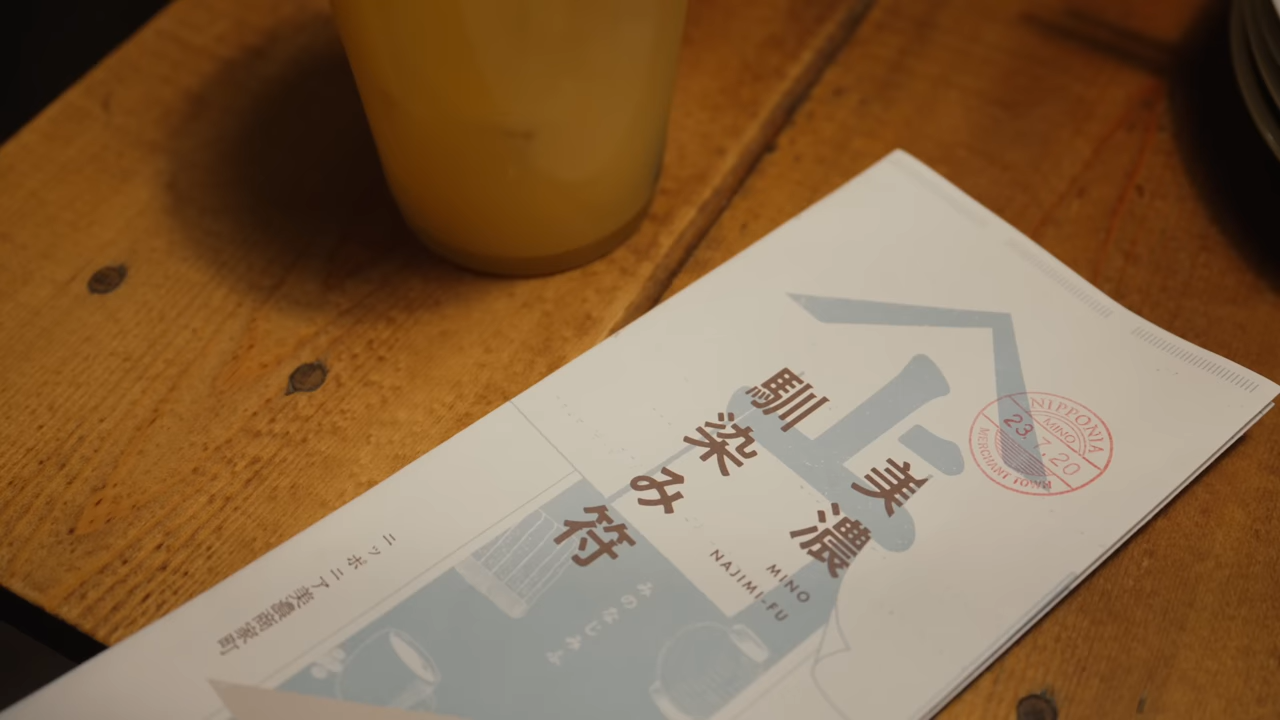 美濃
馴染み符
MINO
NAJIMI-FU
みのなじみふ
ニッポニア美濃商家町
NIPPONIA
MINO
23.7.20
MERCHANT TOWN